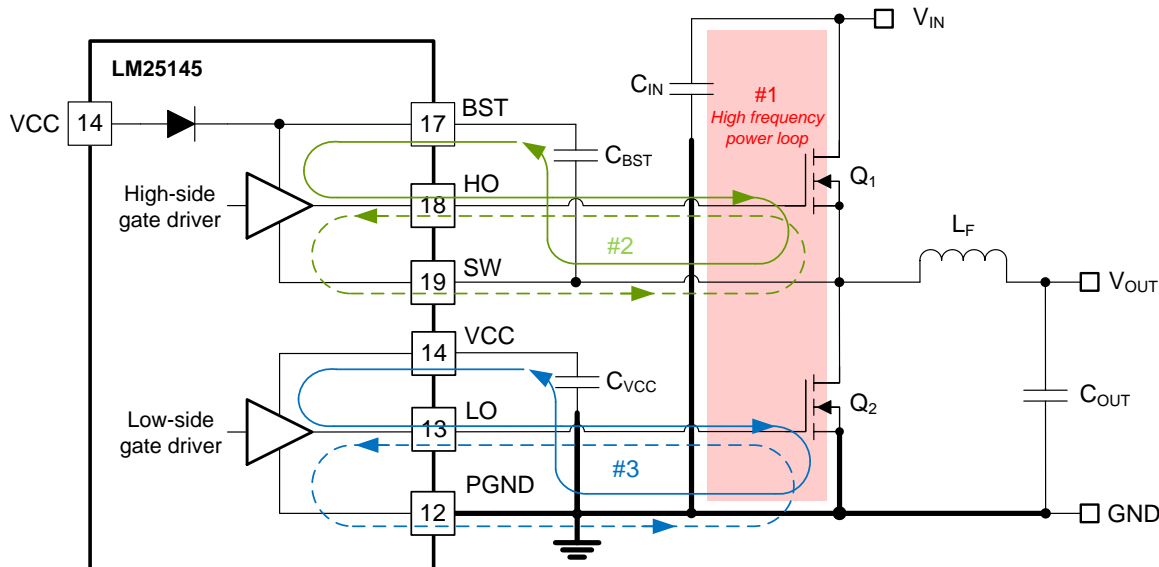 VIN
LM25145
CIN
#1
High frequency
power loop
VCC
14
17
BST
CBST
High-side
gate driver
18
HO
Q1
#2
LF
19
SW
VOUT
14
VCC
CVCC
Q2
COUT
Low-side
gate driver
13
LO
#3
12
PGND
GND